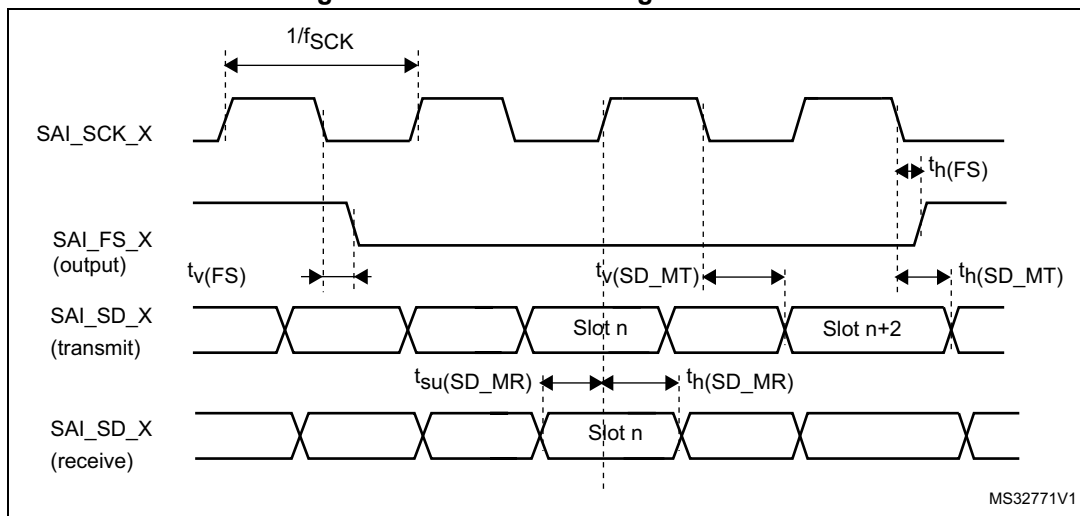 1/fSCK
SAI_SCK_X
th(FS)
SAI_FS_X
(output)
tv(FS)
tv(SD_MT)
th(SD_MT)
SAI_SD_X
(transmit)
Slot n
Slot n+2
tsu(SD_MR)
th(SD_MR)
SAI_SD_X
(receive)
Slot n
MS32771V1